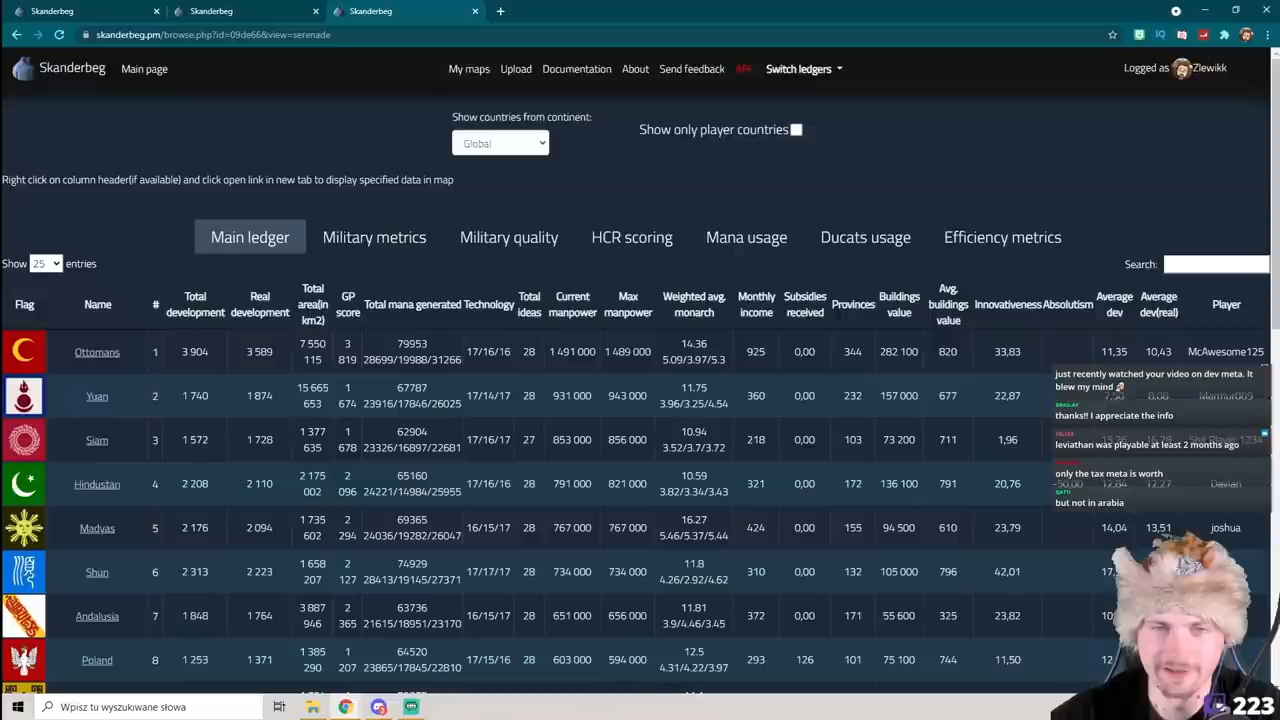 Skanderbeg Skanderbeg Skanderbeg
skanderbeg.pm/browse.php?id=09de66&view=serenade
Skanderbeg Main page My maps Upload Documentation About Send feedback API Switch ledgers Logged as Zlewikk
Show countries from continent:
Global
Show only player countries
Right click on column header(if available) and click open link in new tab to display specified data in map
Main ledger Military metrics Military quality HCR scoring Mana usage Ducats usage Efficiency metrics
Show 25 entries Search:
Flag Name # Total development Real development Total area(in km2) GP score Total mana generated Technology Total ideas Current manpower Max manpower Weighted avg. monarch Monthly income Subsidies received Provinces Buildings value Avg. buildings value Innovativeness Absolutism Average dev Average dev(real) Player
Ottomans 1 3 904 3 589 7 550 115 3 819 79953 28699/19988/31266 17/16/16 28 1 491 000 1 489 000 14.36 5.09/3.97/5.3 925 0,00 344 282 100 820 33,83 11,35 10,43 McAwesome125
Yuan 2 1 740 1 874 15 665 653 1 674 67787 23916/17846/26025 17/14/17 28 931 000 943 000 11.75 3.96/3.25/4.54 360 0,00 232 157 000 677 22,87
Siam 3 1 572 1 728 1 377 635 1 678 62904 23326/16897/22681 17/16/17 27 853 000 856 000 10.94 3.52/3.7/3.72 218 0,00 103 73 200 711 1,96
Hindustan 4 2 208 2 110 2 175 002 2 096 65160 24221/14984/25955 17/16/16 28 791 000 821 000 10.59 3.82/3.34/3.43 321 0,00 172 136 100 791 20,76 -50,00 12,84 12,27
Madyas 5 2 176 2 094 1 735 602 2 294 69365 24036/19282/26047 16/15/17 28 767 000 767 000 16.27 5.46/5.37/5.44 424 0,00 155 94 500 610 23,79 14,04 13,51 joshua
Shun 6 2 313 2 223 1 658 207 2 127 74929 28413/19145/27371 17/17/17 28 734 000 734 000 11.8 4.26/2.92/4.62 310 0,00 132 105 000 796 42,01
Andalusia 7 1 848 1 764 3 887 946 2 365 63736 21615/18951/23170 16/15/17 28 651 000 656 000 11.81 3.9/4.46/3.45 372 0,00 171 55 600 325 23,82
Poland 8 1 253 1 371 1 385 290 1 207 64520 23865/17845/22810 17/15/16 28 603 000 594 000 12.5 4.31/4.22/3.97 293 126 101 75 100 744 11,50
just recently watched your video on dev meta. It
blew my mind
thanks!! I appreciate the info
leviathan was playable at least 2 months ago
only the tax meta is worth
but not in arabia
Wpisz tu wyszukiwane słowa
223